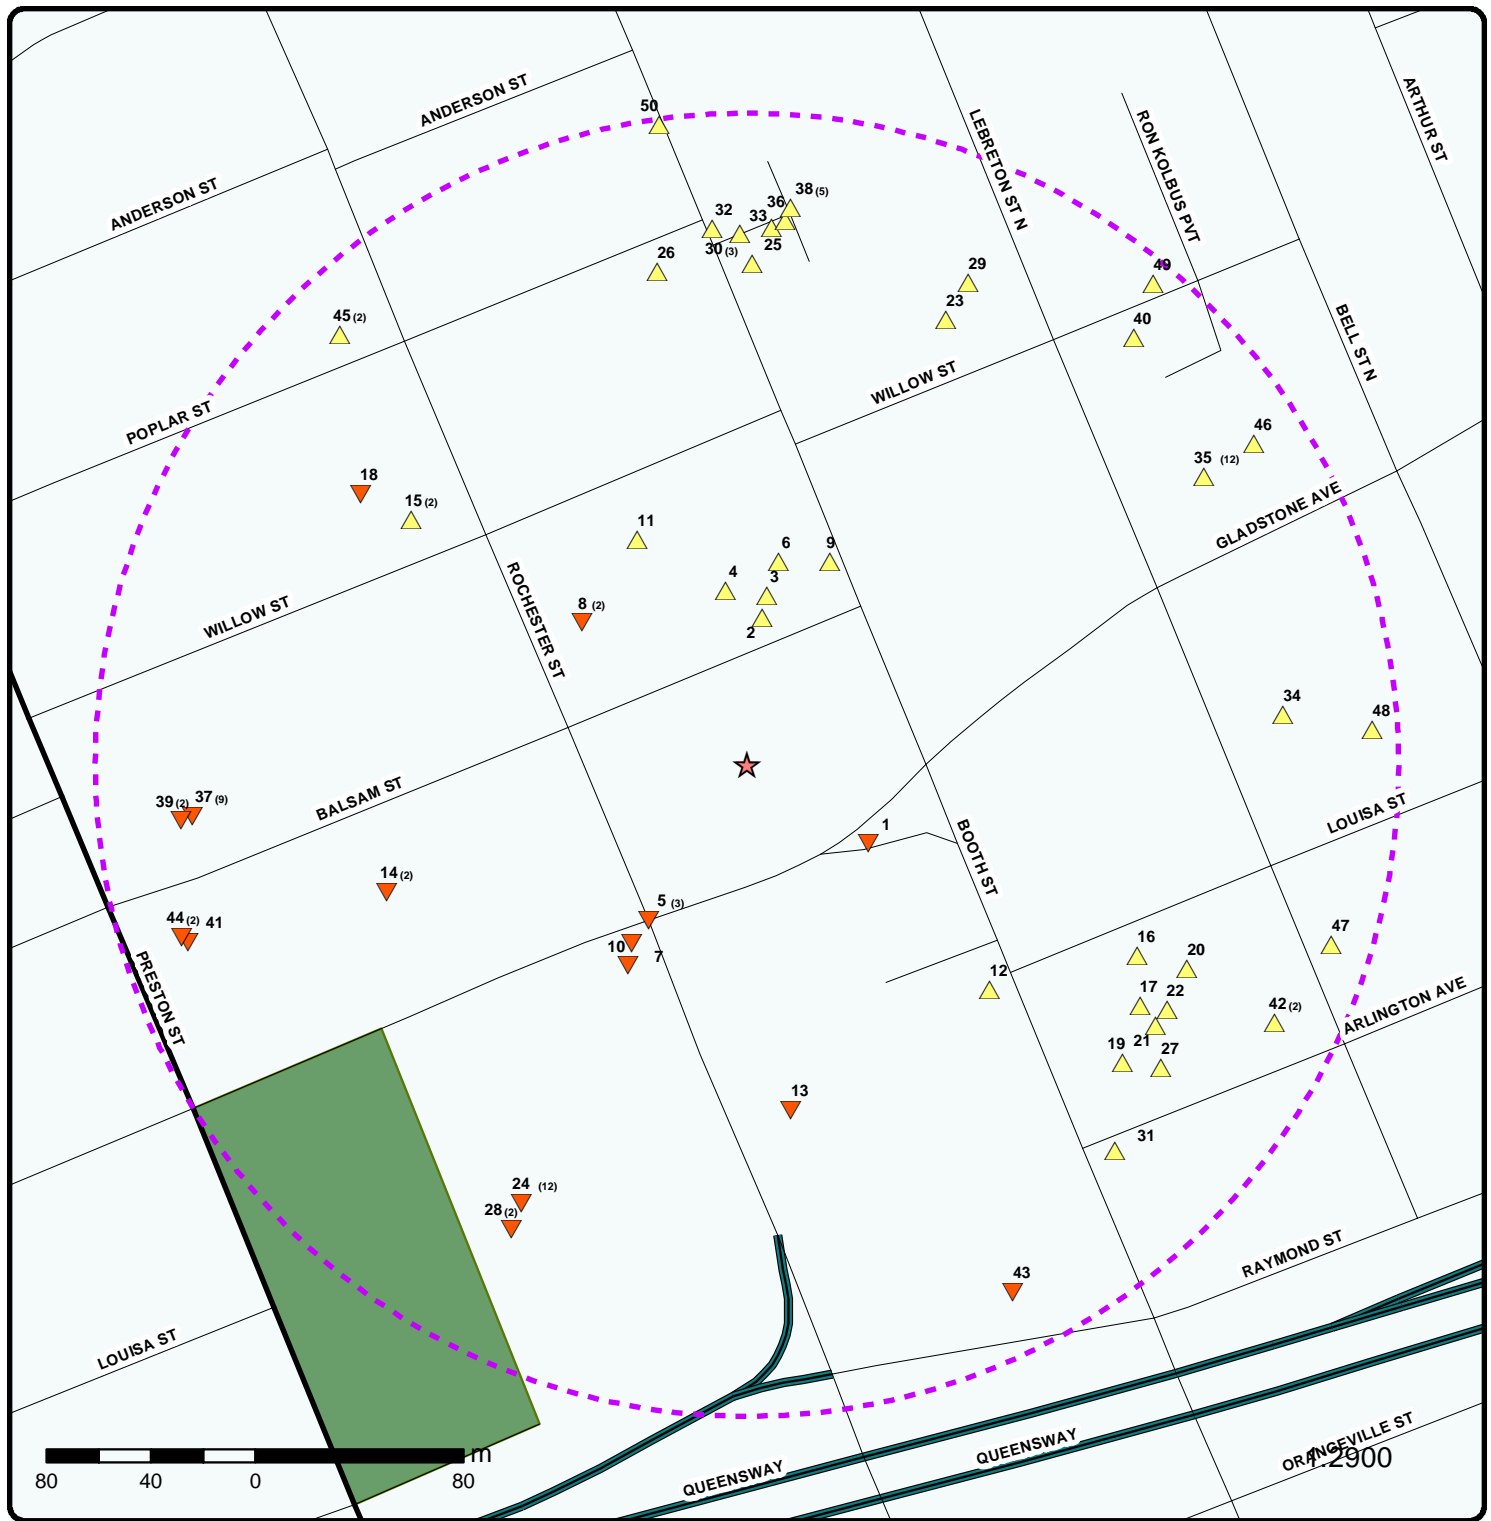 ANDERSON ST
50
ARTHUR ST
LEBRETON ST N
RON KOLBUS PVT
ANDERSON ST
38 (5)
36
32
33
30 (3)
25
26
29
49
23
40
45 (2)
BELL ST N
WILLOW ST
POPLAR ST
46
35 (12)
18
15 (2)
GLADSTONE AVE
11
6
9
4
3
8 (2)
2
ROCHESTER ST
WILLOW ST
34
48
39 (2)
37 (9)
BALSAM ST
LOUISA ST
1
BOOTH ST
14 (2)
5 (3)
44 (2)
41
10
7
16
47
20
12
PRESTON ST
17
22
42 (2)
ARLINGTON AVE
19
21
27
13
31
24 (12)
28 (2)
RAYMOND ST
43
LOUISA ST
QUEENSWAY
QUEENSWAY
ORANGEVILLE ST
m
80
40
0
80
1:2900